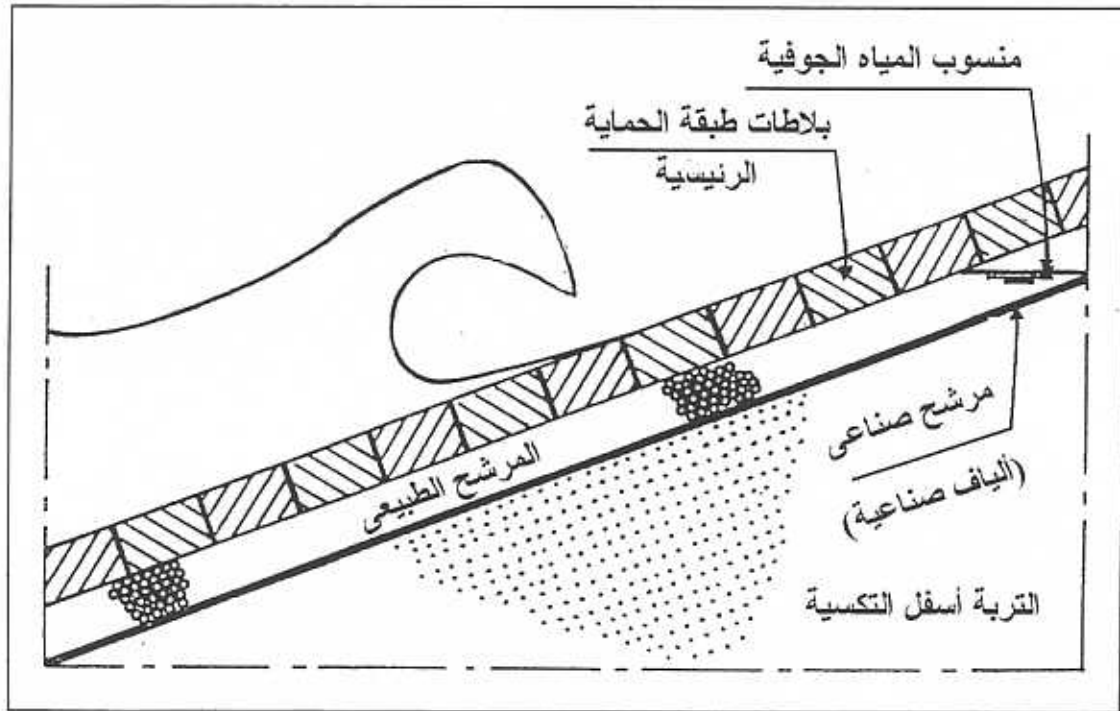 منسوب المياه الجوفية
بلاطات طبقة الحماية
الرئيسية
المرشح الطبيعى
مرشح صناعى
(ألياف صناعية)
التربة أسفل التكسية